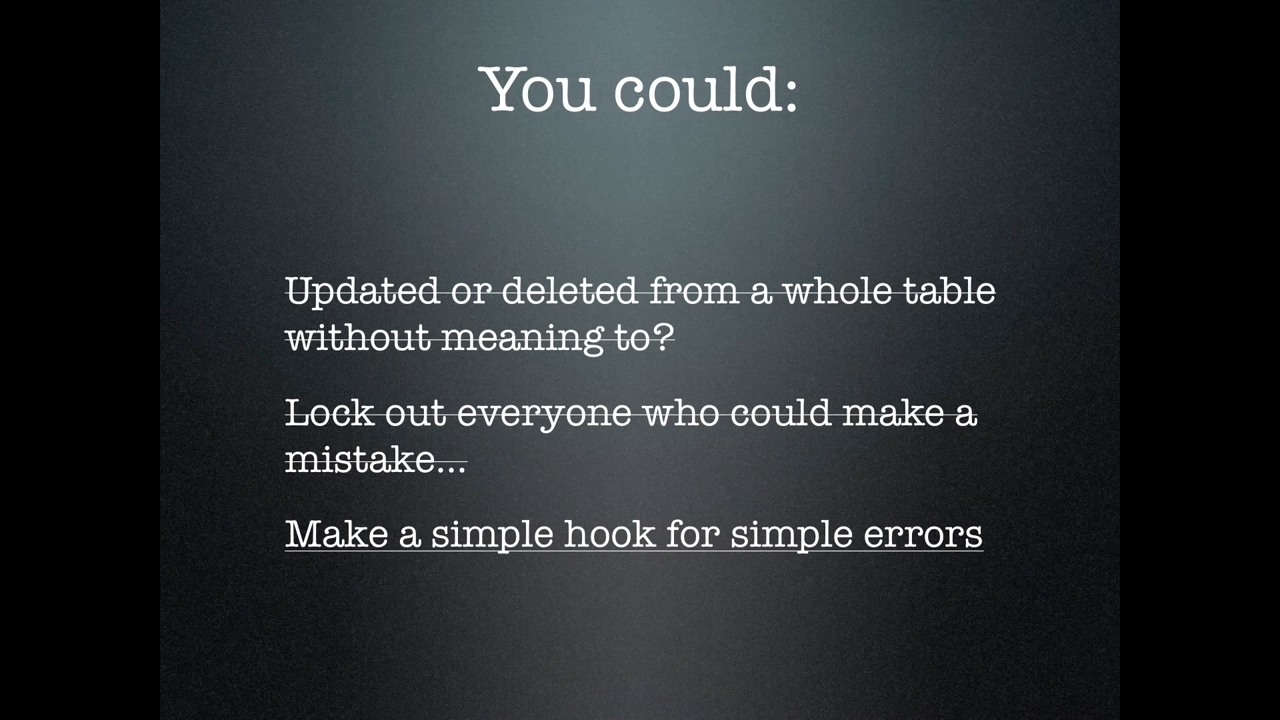 You could:
Updated or deleted from a whole table
without meaning to?
Lock out everyone who could make a
mistake...
Make a simple hook for simple errors